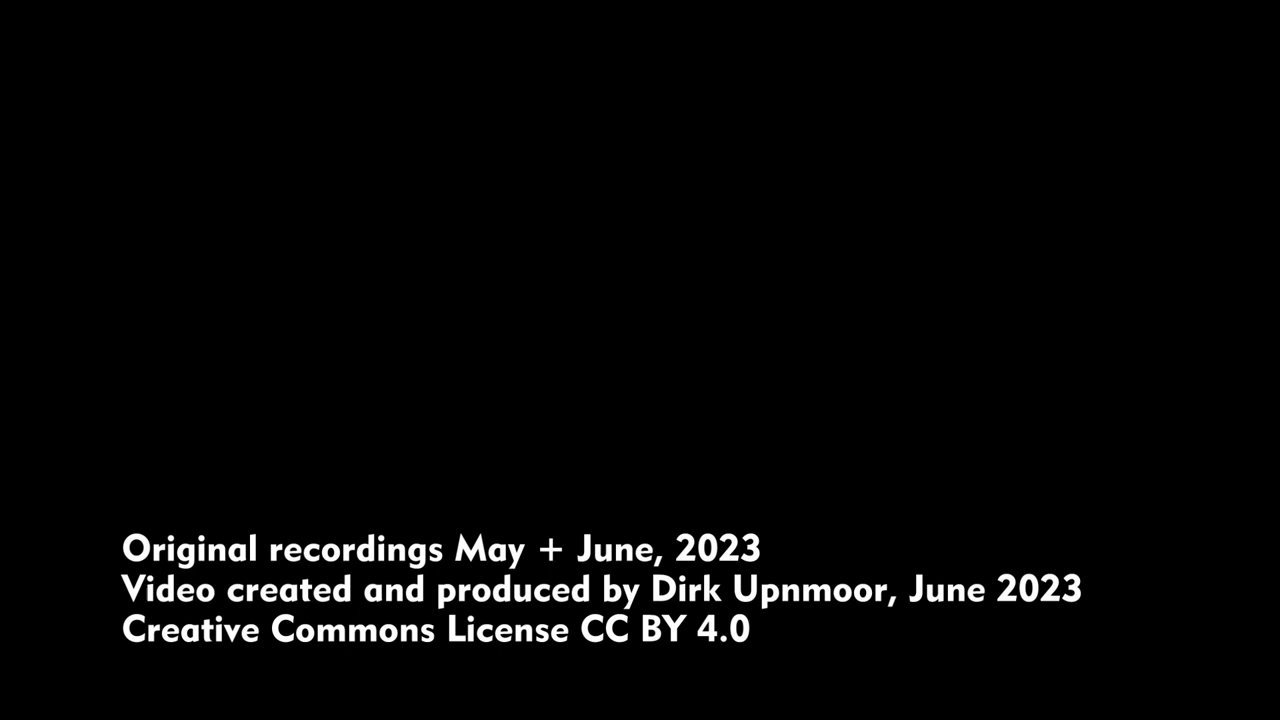 Original recordings May + June, 2023
Video created and produced by Dirk Upnmoor, June 2023
Creative Commons License CC BY 4.0